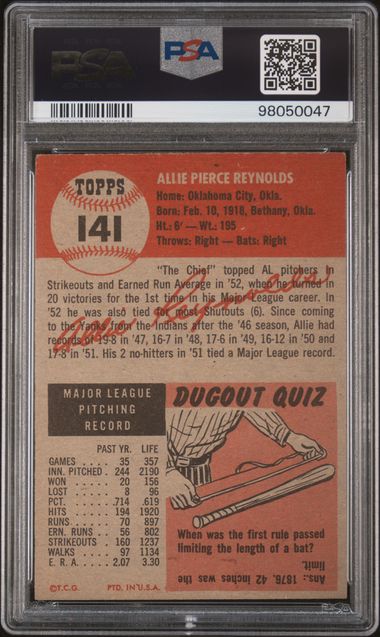 PSA
PSA
98050047
TOPPS
141
ALLIE PIERCE REYNOLDS
Home: Oklahoma City, Okla.
Born: Feb. 10, 1918, Bethany, Okla.
Ht.: 6' — Wt.: 195
Throws: Right — Bats: Right
"The Chief" topped AL pitchers in
Strikeouts and Earned Run Average in '52, when he turned in
20 victories for the 1st time in his Major League career. In
'52 he was also tied for most Shutouts (6). Since coming
to the Yanks from the Indians after the '46 season, Allie had
records of 19-8 in '47, 16-7 in '48, 17-6 in '49, 16-12 in '50 and
17-8 in '51. His 2 no-hitters in '51 tied a Major League record.
Allie Reynolds
MAJOR LEAGUE
PITCHING
RECORD
PAST YR. LIFE
GAMES . . . . 35 357
INN. PITCHED . 244 2190
WON . . . . . 20 156
LOST . . . . . 8 96
PCT. . . . . . .714 .619
HITS . . . . . 194 1920
RUNS . . . . 70 897
ERN. RUNS . . 56 802
STRIKEOUTS . 160 1237
WALKS . . . . 97 1134
E. R. A. . . . . 2.07 3.30
DUGOUT QUIZ
When was the first rule passed
limiting the length of a bat?
Ans.: 1876. 42 inches was the
limit.
©T.C.G. PTD. IN U.S.A.